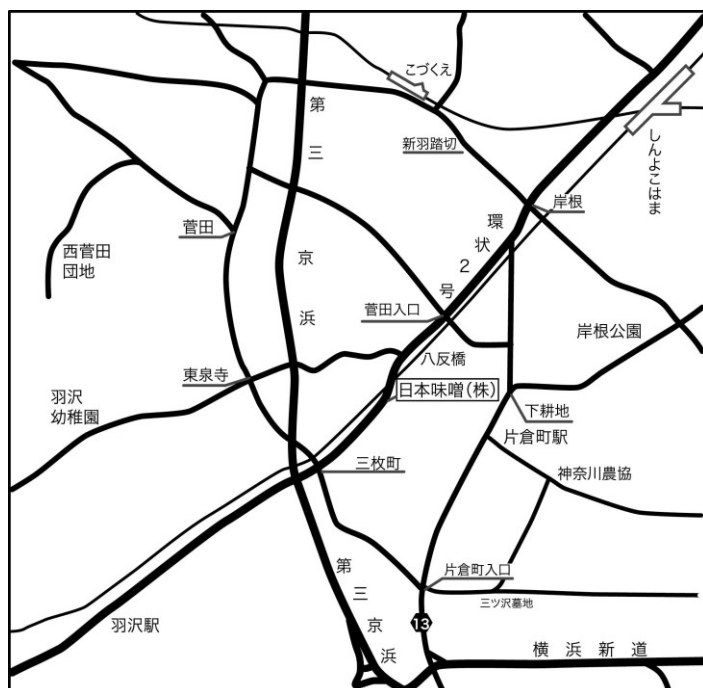 こづくえ
第三京浜
新羽踏切
しんよこはま
岸根
環状2号
菅田
西菅田
団地
菅田入口
岸根公園
八反橋
東泉寺
日本味噌(株)
羽沢
幼稚園
下耕地
片倉町駅
三枚町
神奈川農協
片倉町入口
第三京浜
三ツ沢墓地
羽沢駅
13
横浜新道